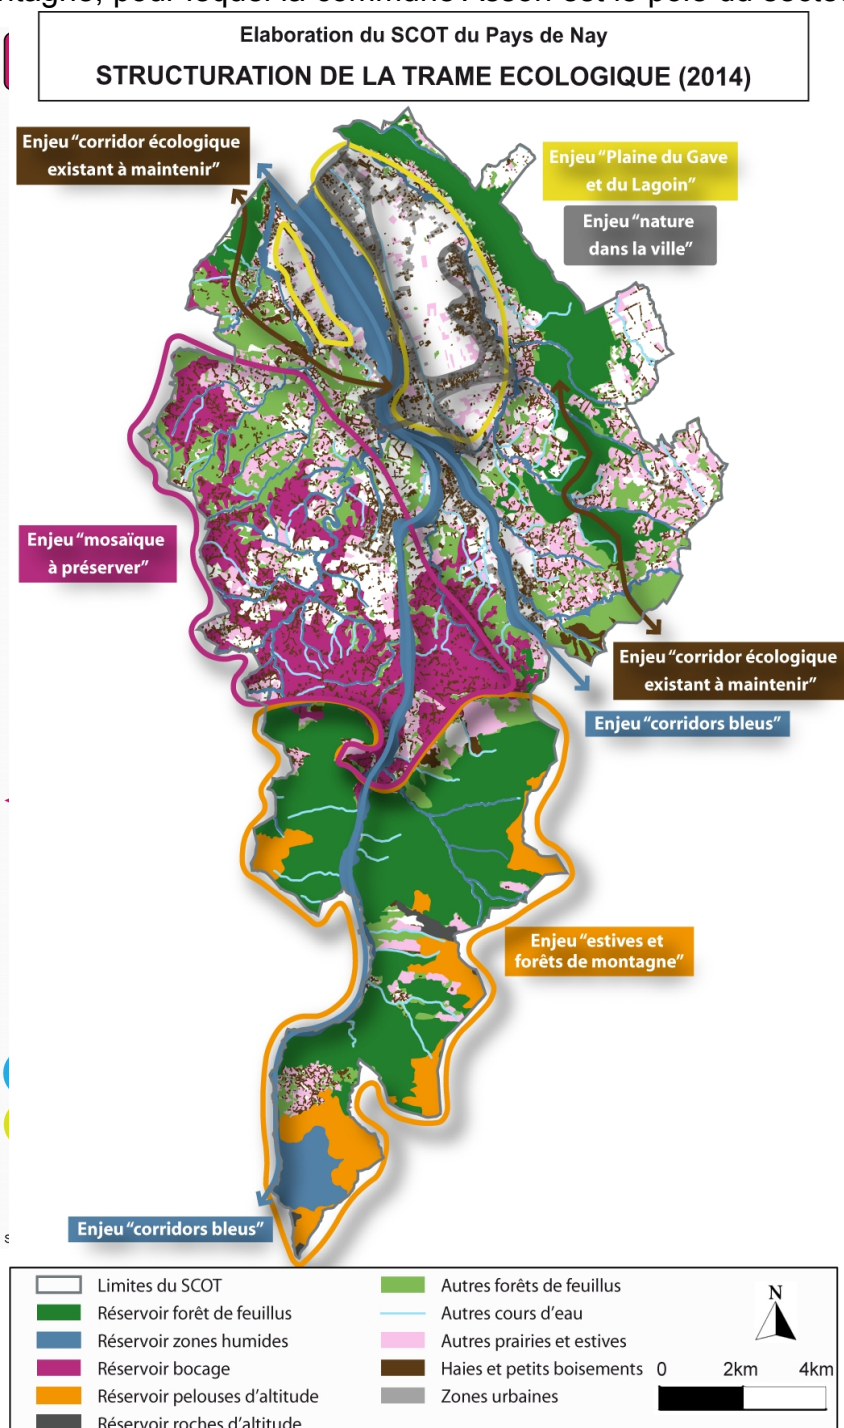 Elaboration du SCOT du Pays de Nay
STRUCTURATION DE LA TRAME ECOLOGIQUE (2014)
Enjeu "corridor écologique
existant à maintenir"
Enjeu "Plaine du Gave
et du Lagoin"
Enjeu "nature
dans la ville"
Enjeu "mosaïque
à préserver"
Enjeu "corridor écologique
existant à maintenir"
Enjeu "corridors bleus"
Enjeu "estives et
forêts de montagne"
Enjeu "corridors bleus"
Limites du SCOT
Réservoir forêt de feuillus
Réservoir zones humides
Réservoir bocage
Réservoir pelouses d'altitude
Réservoir roches d'altitude
Autres forêts de feuillus
Autres cours d'eau
Autres prairies et estives
Haies et petits boisements
Zones urbaines
N
0 2km 4km